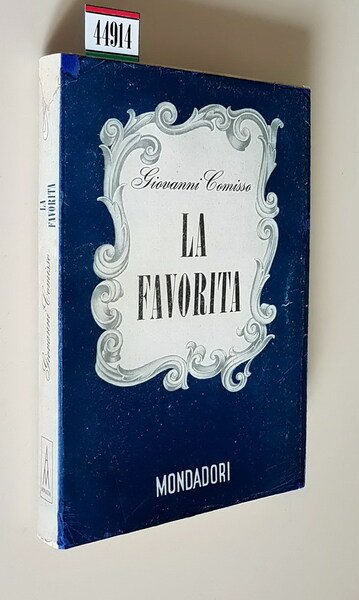 44914
Giovanni Comisso
LA
FAVORITA
MONDADORI
Giovanni Comisso
LA
FAVORITA